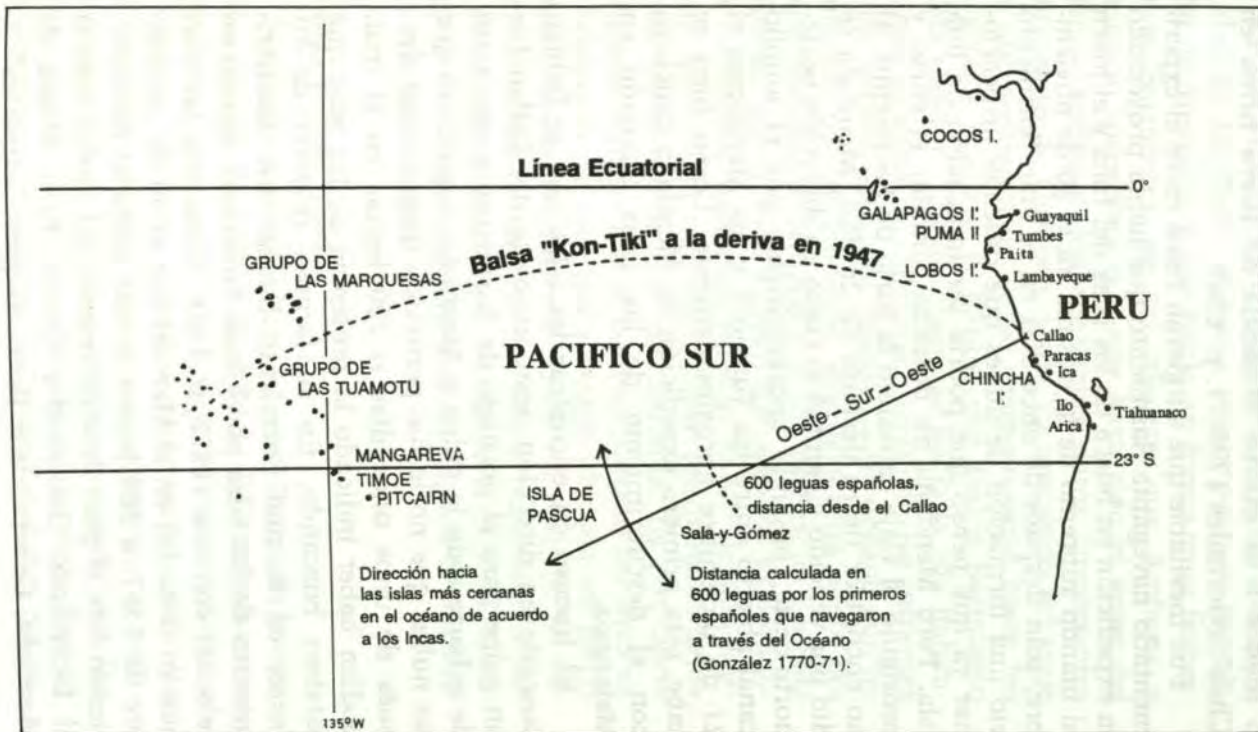 COCOS I.
Línea Ecuatorial
0°
GALAPAGOS Iˢ.
Guayaquil
PUMA II
Tumbes
Balsa "Kon-Tiki" a la deriva en 1947
Paita
GRUPO DE
LAS MARQUESAS
LOBOS Iˢ.
Lambayeque
PERU
Callao
PACIFICO SUR
Paracas
Ica
GRUPO DE
LAS TUAMOTU
CHINCHA
Iˢ.
Oeste-Sur-Oeste
Ilo
Tiahuanaco
Arica
MANGAREVA
23° S
TIMOE
PITCAIRN
ISLA DE
PASCUA
600 leguas españolas,
distancia desde el Callao
Sala-y-Gómez
Dirección hacia
las islas más cercanas
en el océano de acuerdo
a los Incas.
Distancia calculada en
600 leguas por los primeros
españoles que navegaron
a través del Océano
(González 1770-71).
135°W